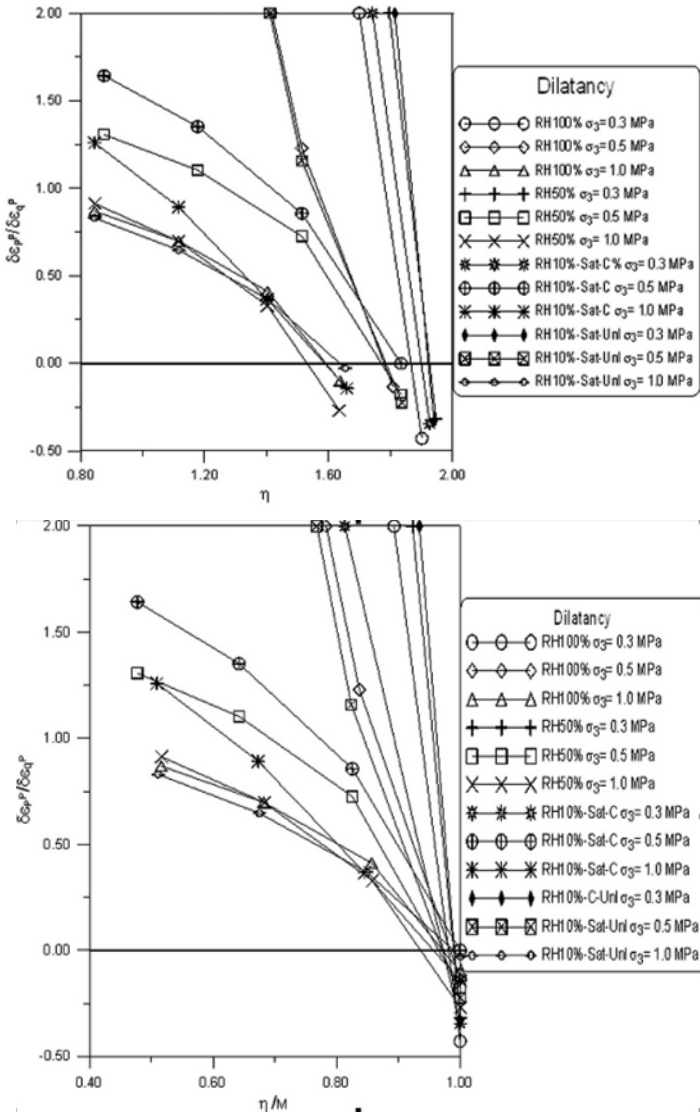 2.00
1.50
1.00
0.50
0.00
-0.50
δεₚᵖ/δε_qᵖ
0.80 1.20 1.60 2.00
η
Dilatancy
RH100% σ3= 0.3 MPa
RH100% σ3= 0.5 MPa
RH100% σ3= 1.0 MPa
RH50% σ3= 0.3 MPa
RH50% σ3= 0.5 MPa
RH50% σ3= 1.0 MPa
RH10%-Sat-C% σ3= 0.3 MPa
RH10%-Sat-C σ3= 0.5 MPa
RH10%-Sat-C σ3= 1.0 MPa
RH10%-Sat-Unl σ3= 0.3 MPa
RH10%-Sat-Unl σ3= 0.5 MPa
RH10%-Sat-Unl σ3= 1.0 MPa
2.00
1.50
1.00
0.50
0.00
-0.50
δεₚᵖ/δε_qᵖ
0.40 0.60 0.80 1.00
η/M
Dilatancy
RH100% σ3= 0.3 MPa
RH100% σ3= 0.5 MPa
RH100% σ3= 1.0 MPa
RH50% σ3= 0.3 MPa
RH50% σ3= 0.5 MPa
RH50% σ3= 1.0 MPa
RH10%-Sat-C σ3= 0.3 MPa
RH10%-Sat-C σ3= 0.5 MPa
RH10%-Sat-C σ3= 1.0 MPa
RH10%-C-Unl σ3= 0.3 MPa
RH10%-Sat-Unl σ3= 0.5 MPa
RH10%-Sat-Unl σ3= 1.0 MPa